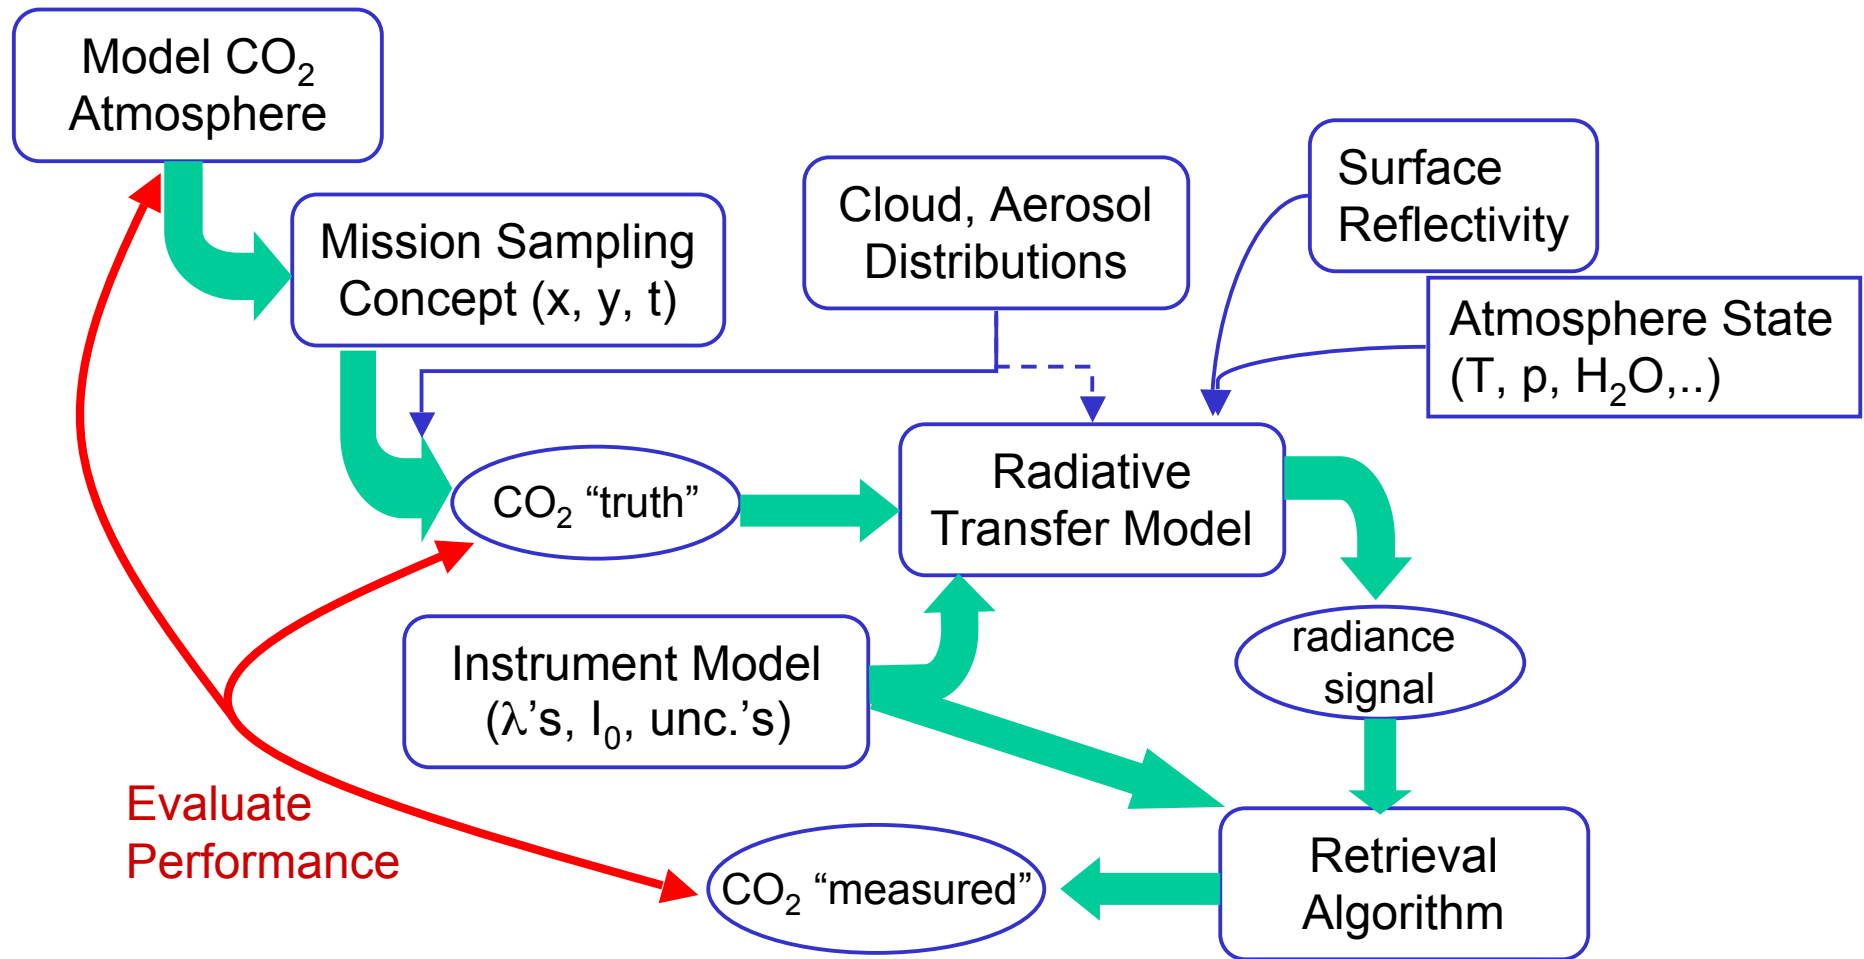 Model CO₂
Atmosphere
Mission Sampling
Concept (x, y, t)
Cloud, Aerosol
Distributions
Surface
Reflectivity
Atmosphere State
(T, p, H₂O,..)
CO₂ “truth”
Radiative
Transfer Model
Instrument Model
(λ’s, I₀, unc.’s)
radiance
signal
Evaluate
Performance
CO₂ “measured”
Retrieval
Algorithm